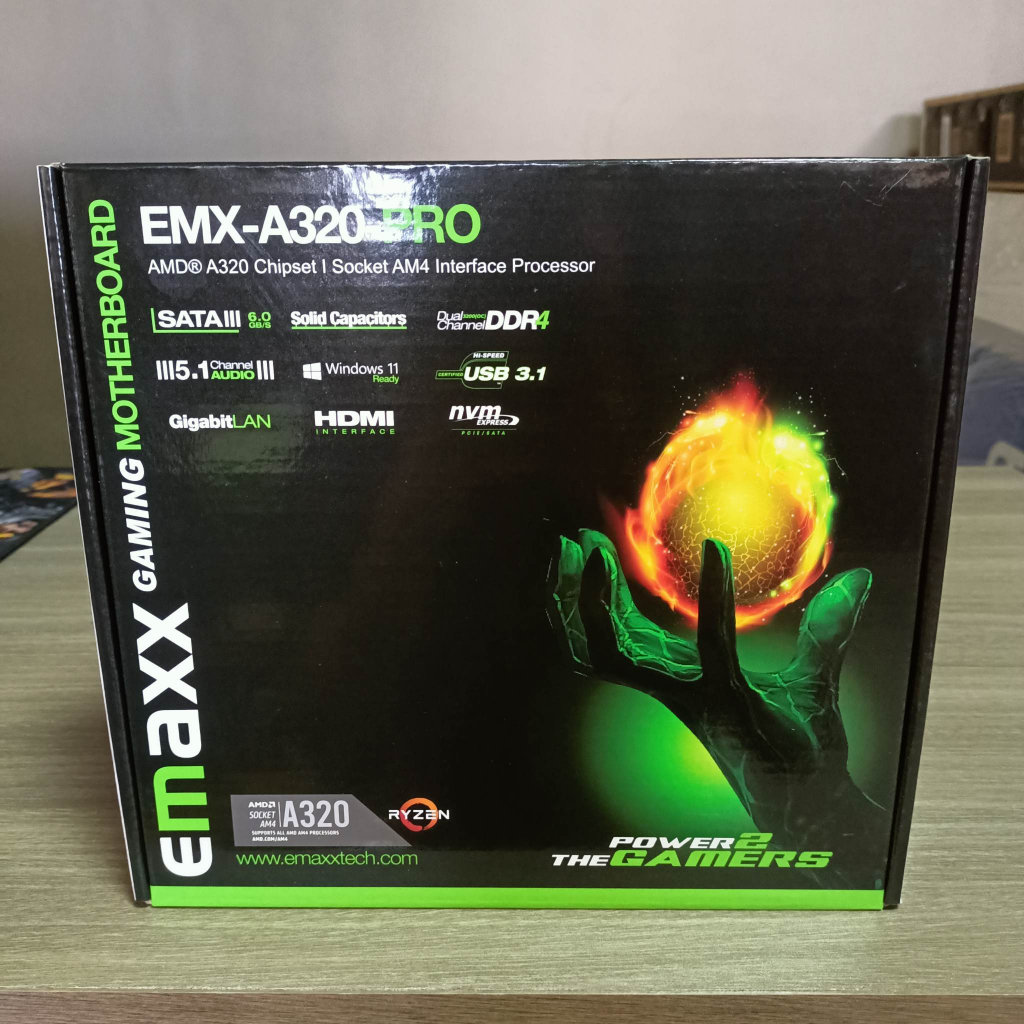 EMX-A320-PRO
AMD® A320 Chipset I Socket AM4 Interface Processor
SATA III 6.0 GB/S
Solid Capacitors
Dual Channel 3200(OC) DDR4
5.1 Channel AUDIO
Windows 11 Ready
HI-SPEED CERTIFIED USB 3.1
Gigabit LAN
HDMI INTERFACE
nvm EXPRESS PCIE/SATA
emaxx GAMING MOTHERBOARD
AMD SOCKET AM4 A320
SUPPORTS ALL AMD AM4 PROCESSORS
AMD.COM/AM4
RYZEN
www.emaxxtech.com
POWER 2
THE GAMERS